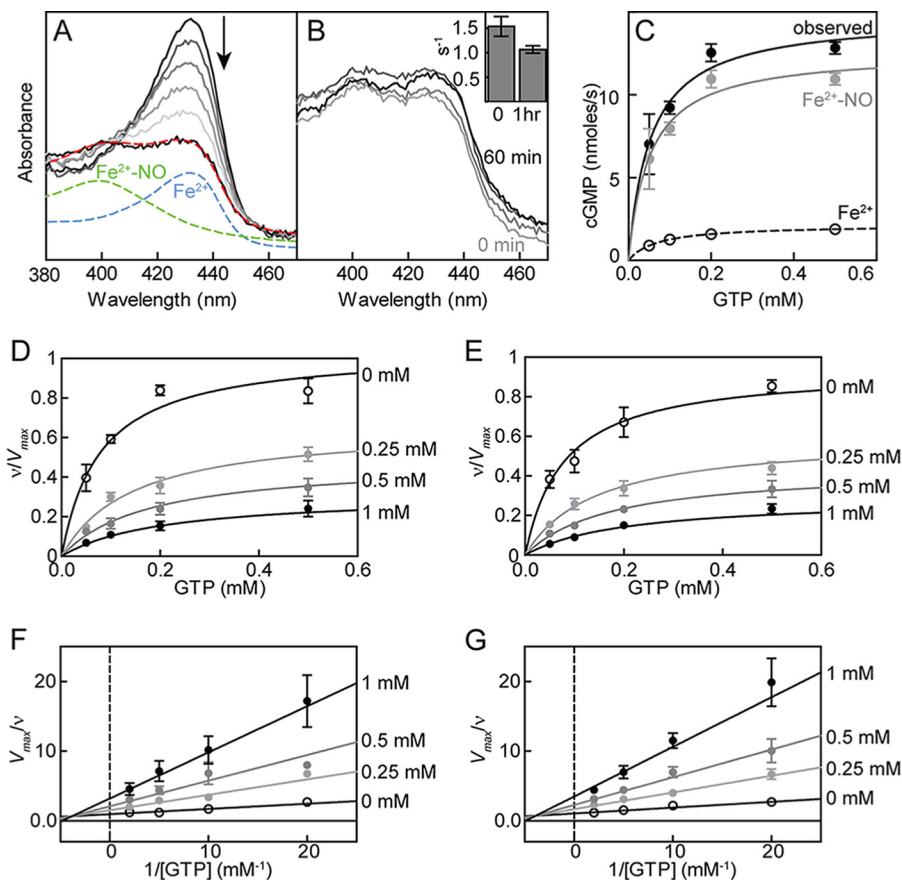 A
Absorbance
Fe²⁺-NO
Fe²⁺
380 400 420 440 460
Wavelength (nm)
B
s⁻¹
1.5
1.0
0.5
0 1hr
60 min
0 min
400 420 440 460
Wavelength (nm)
C
cGMP (nmoles/s)
10
5
0
observed
Fe²⁺-NO
Fe²⁺
0.0 0.2 0.4 0.6
GTP (mM)
D
ν/Vmax
1
0.8
0.6
0.4
0.2
0
0 mM
0.25 mM
0.5 mM
1 mM
0.0 0.2 0.4 0.6
GTP (mM)
E
ν/Vmax
1
0.8
0.6
0.4
0.2
0
0 mM
0.25 mM
0.5 mM
1 mM
0.0 0.2 0.4 0.6
GTP (mM)
F
Vmax/ν
20
10
0.0
1 mM
0.5 mM
0.25 mM
0 mM
0 10 20
1/[GTP] (mM⁻¹)
G
Vmax/ν
20
10
0.0
1 mM
0.5 mM
0.25 mM
0 mM
0 10 20
1/[GTP] (mM⁻¹)